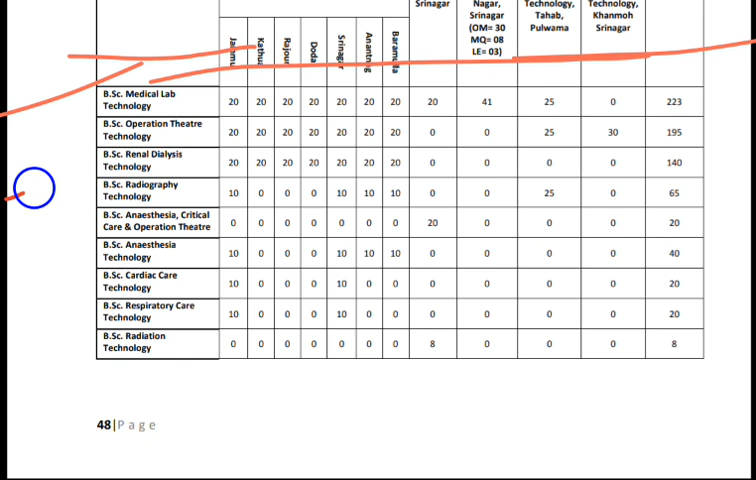 Srinagar Nagar, Technology, Technology,
Srinagar Tahab, Khanmoh
(OM= 30 Pulwama Srinagar
MQ= 08
LE= 03)
Jammu Kathua Rajouri Doda Srinagar Anantnag Baramulla
B.Sc. Medical Lab Technology 20 20 20 20 20 20 20 20 41 25 0 223
B.Sc. Operation Theatre Technology 20 20 20 20 20 20 20 0 0 25 30 195
B.Sc. Renal Dialysis Technology 20 20 20 20 20 20 20 0 0 0 0 140
B.Sc. Radiography Technology 10 0 0 0 10 10 10 0 0 25 0 65
B.Sc. Anaesthesia, Critical Care & Operation Theatre 0 0 0 0 0 0 0 20 0 0 0 20
B.Sc. Anaesthesia Technology 10 0 0 0 10 10 10 0 0 0 0 40
B.Sc. Cardiac Care Technology 10 0 0 0 10 0 0 0 0 0 0 20
B.Sc. Respiratory Care Technology 10 0 0 0 10 0 0 0 0 0 0 20
B.Sc. Radiation Technology 0 0 0 0 0 0 0 8 0 0 0 8
48|Page